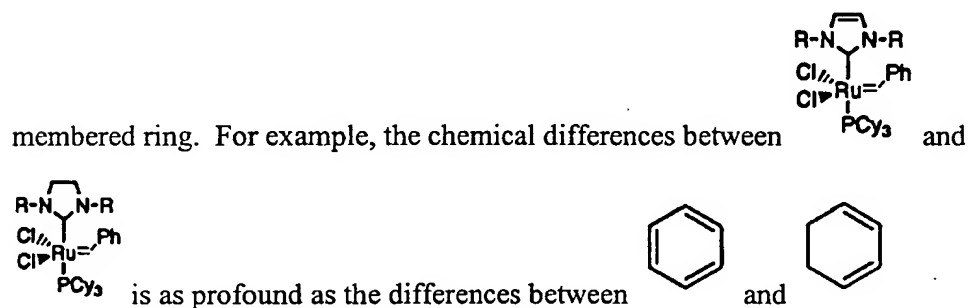 R-N N-R
Cl Ph
Cl Ru=
PCy3
membered ring. For example, the chemical differences between and
R-N N-R
Cl Ph
Cl Ru=
PCy3
is as profound as the differences between and .